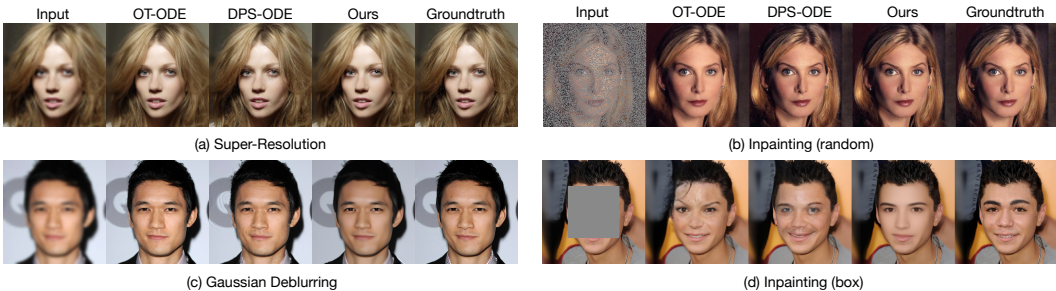 Input OT-ODE DPS-ODE Ours Groundtruth
Input OT-ODE DPS-ODE Ours Groundtruth
(a) Super-Resolution
(b) Inpainting (random)
(c) Gaussian Deblurring
(d) Inpainting (box)